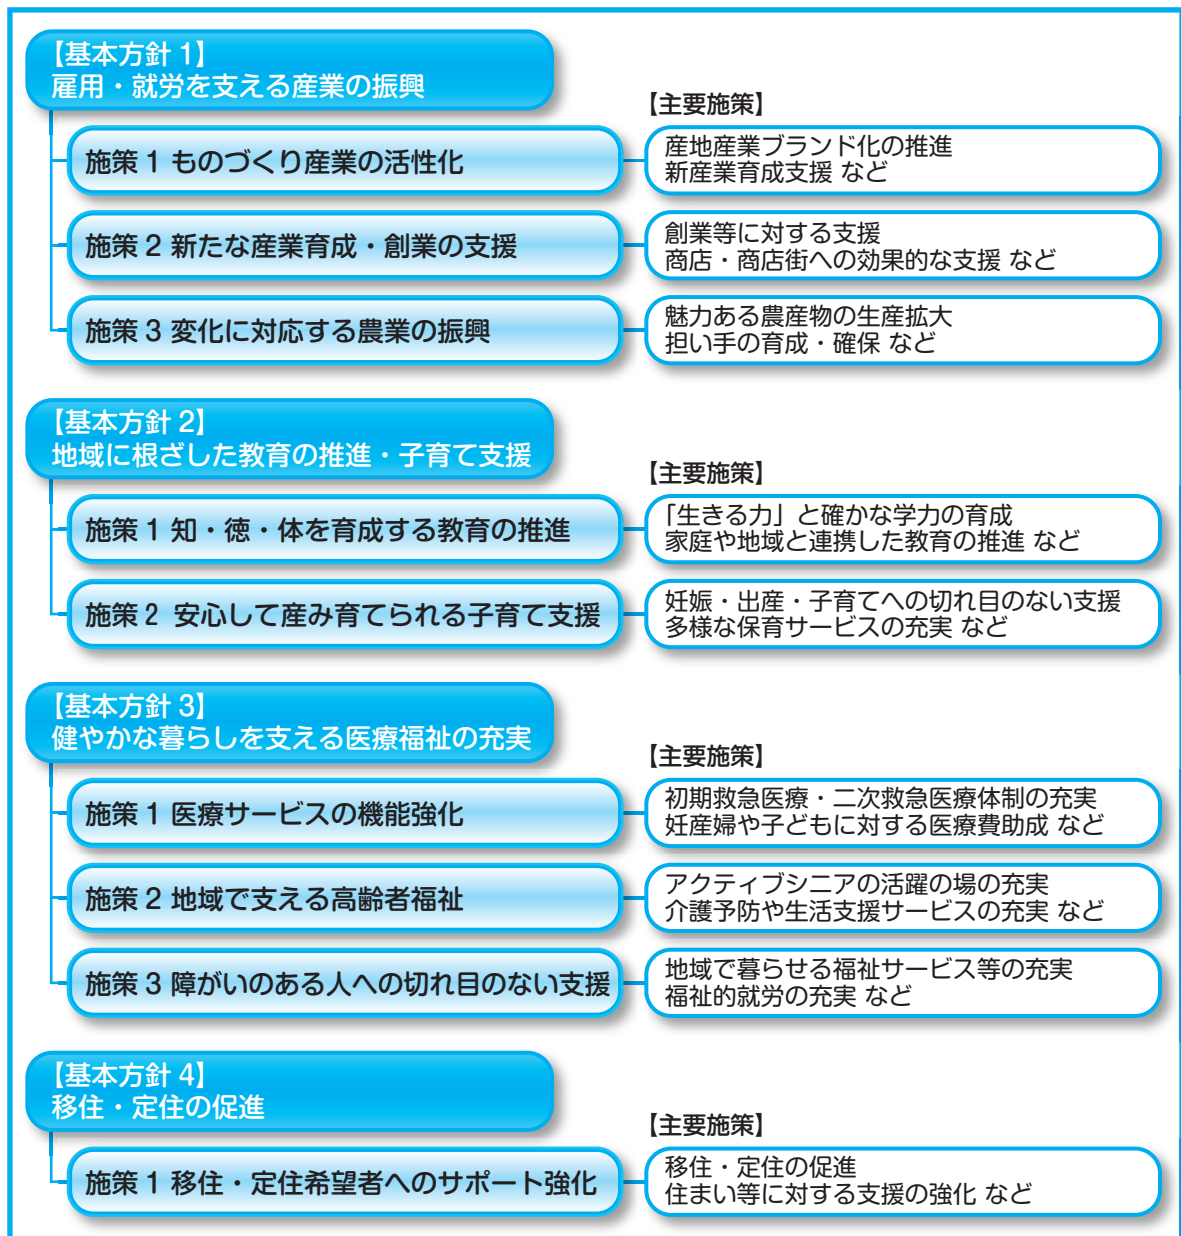 【基本方針 1】
雇用・就労を支える産業の振興
【主要施策】
施策 1 ものづくり産業の活性化
産地産業ブランド化の推進
新産業育成支援 など
施策 2 新たな産業育成・創業の支援
創業等に対する支援
商店・商店街への効果的な支援 など
施策 3 変化に対応する農業の振興
魅力ある農産物の生産拡大
担い手の育成・確保 など
【基本方針 2】
地域に根ざした教育の推進・子育て支援
【主要施策】
施策 1 知・徳・体を育成する教育の推進
「生きる力」と確かな学力の育成
家庭や地域と連携した教育の推進 など
施策 2 安心して産み育てられる子育て支援
妊娠・出産・子育てへの切れ目のない支援
多様な保育サービスの充実 など
【基本方針 3】
健やかな暮らしを支える医療福祉の充実
【主要施策】
施策 1 医療サービスの機能強化
初期救急医療・二次救急医療体制の充実
妊産婦や子どもに対する医療費助成 など
施策 2 地域で支える高齢者福祉
アクティブシニアの活躍の場の充実
介護予防や生活支援サービスの充実 など
施策 3 障がいのある人への切れ目のない支援
地域で暮らせる福祉サービス等の充実
福祉的就労の充実 など
【基本方針 4】
移住・定住の促進
【主要施策】
施策 1 移住・定住希望者へのサポート強化
移住・定住の促進
住まい等に対する支援の強化 など